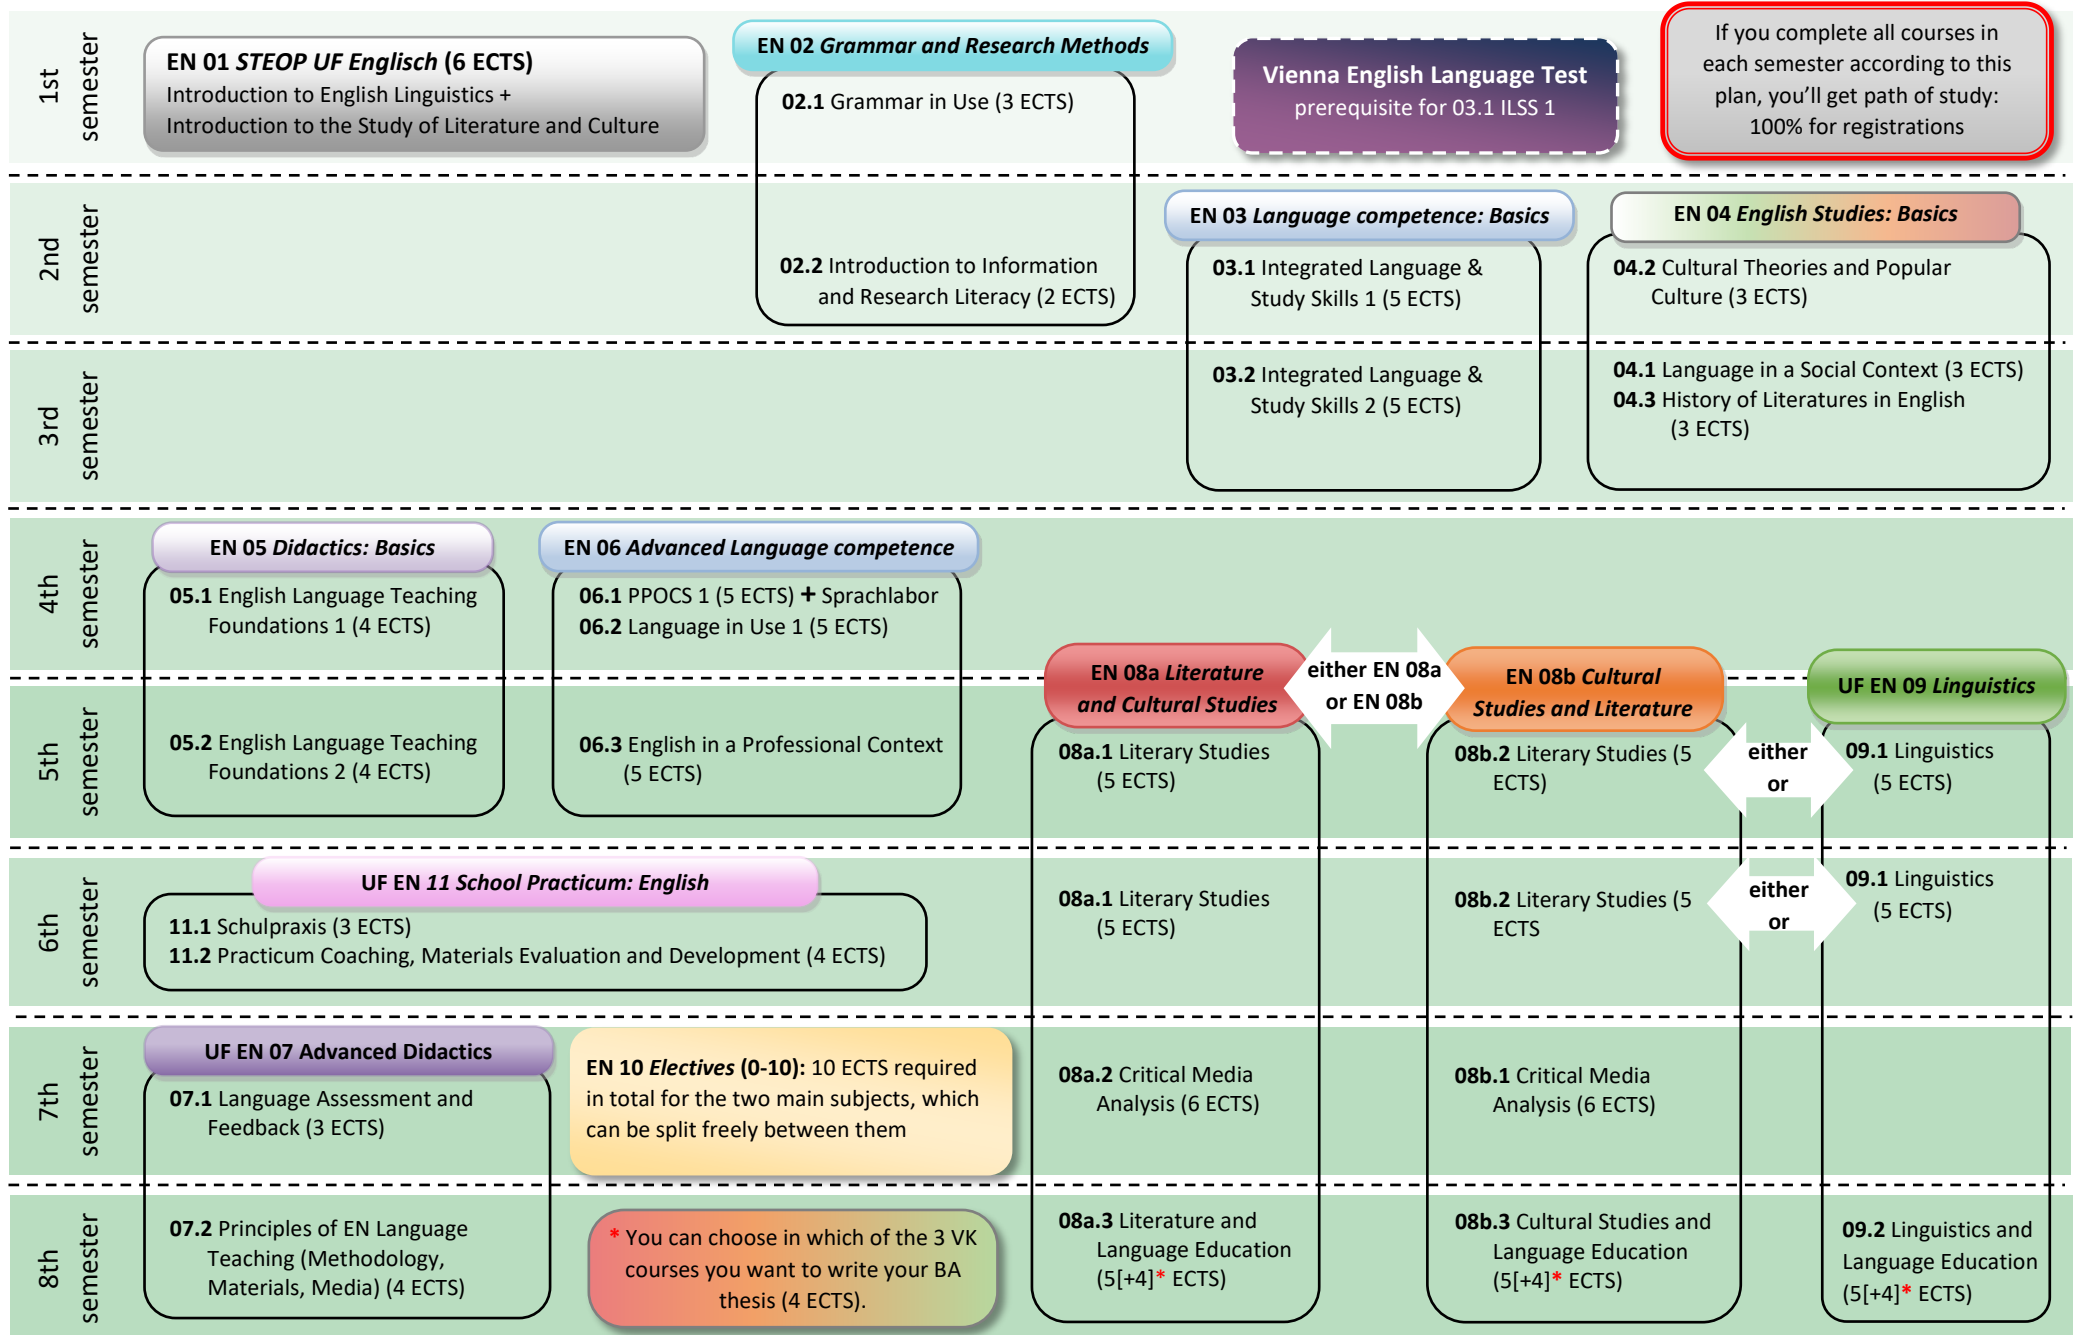 1st
semester
EN 01 STEOP UF Englisch (6 ECTS)
Introduction to English Linguistics +
Introduction to the Study of Literature and Culture
EN 02 Grammar and Research Methods
02.1 Grammar in Use (3 ECTS)
Vienna English Language Test
prerequisite for 03.1 ILSS 1
If you complete all courses in
each semester according to this
plan, you'll get path of study:
100% for registrations
2nd
semester
02.2 Introduction to Information
and Research Literacy (2 ECTS)
EN 03 Language competence: Basics
03.1 Integrated Language &
Study Skills 1 (5 ECTS)
EN 04 English Studies: Basics
04.2 Cultural Theories and Popular
Culture (3 ECTS)
3rd
semester
03.2 Integrated Language &
Study Skills 2 (5 ECTS)
04.1 Language in a Social Context (3 ECTS)
04.3 History of Literatures in English
(3 ECTS)
4th
semester
EN 05 Didactics: Basics
05.1 English Language Teaching
Foundations 1 (4 ECTS)
EN 06 Advanced Language competence
06.1 PPOCS 1 (5 ECTS) + Sprachlabor
06.2 Language in Use 1 (5 ECTS)
EN 08a Literature
and Cultural Studies
either EN 08a
or EN 08b
EN 08b Cultural
Studies and Literature
UF EN 09 Linguistics
5th
semester
05.2 English Language Teaching
Foundations 2 (4 ECTS)
06.3 English in a Professional Context
(5 ECTS)
08a.1 Literary Studies
(5 ECTS)
08b.2 Literary Studies (5
ECTS)
either
or
09.1 Linguistics
(5 ECTS)
6th
semester
UF EN 11 School Practicum: English
11.1 Schulpraxis (3 ECTS)
11.2 Practicum Coaching, Materials Evaluation and Development (4 ECTS)
08a.1 Literary Studies
(5 ECTS)
08b.2 Literary Studies (5
ECTS
either
or
09.1 Linguistics
(5 ECTS)
7th
semester
UF EN 07 Advanced Didactics
07.1 Language Assessment and
Feedback (3 ECTS)
EN 10 Electives (0-10): 10 ECTS required
in total for the two main subjects, which
can be split freely between them
08a.2 Critical Media
Analysis (6 ECTS)
08b.1 Critical Media
Analysis (6 ECTS)
8th
semester
07.2 Principles of EN Language
Teaching (Methodology,
Materials, Media) (4 ECTS)
* You can choose in which of the 3 VK
courses you want to write your BA
thesis (4 ECTS).
08a.3 Literature and
Language Education
(5[+4]* ECTS)
08b.3 Cultural Studies and
Language Education
(5[+4]* ECTS)
09.2 Linguistics and
Language Education
(5[+4]* ECTS)